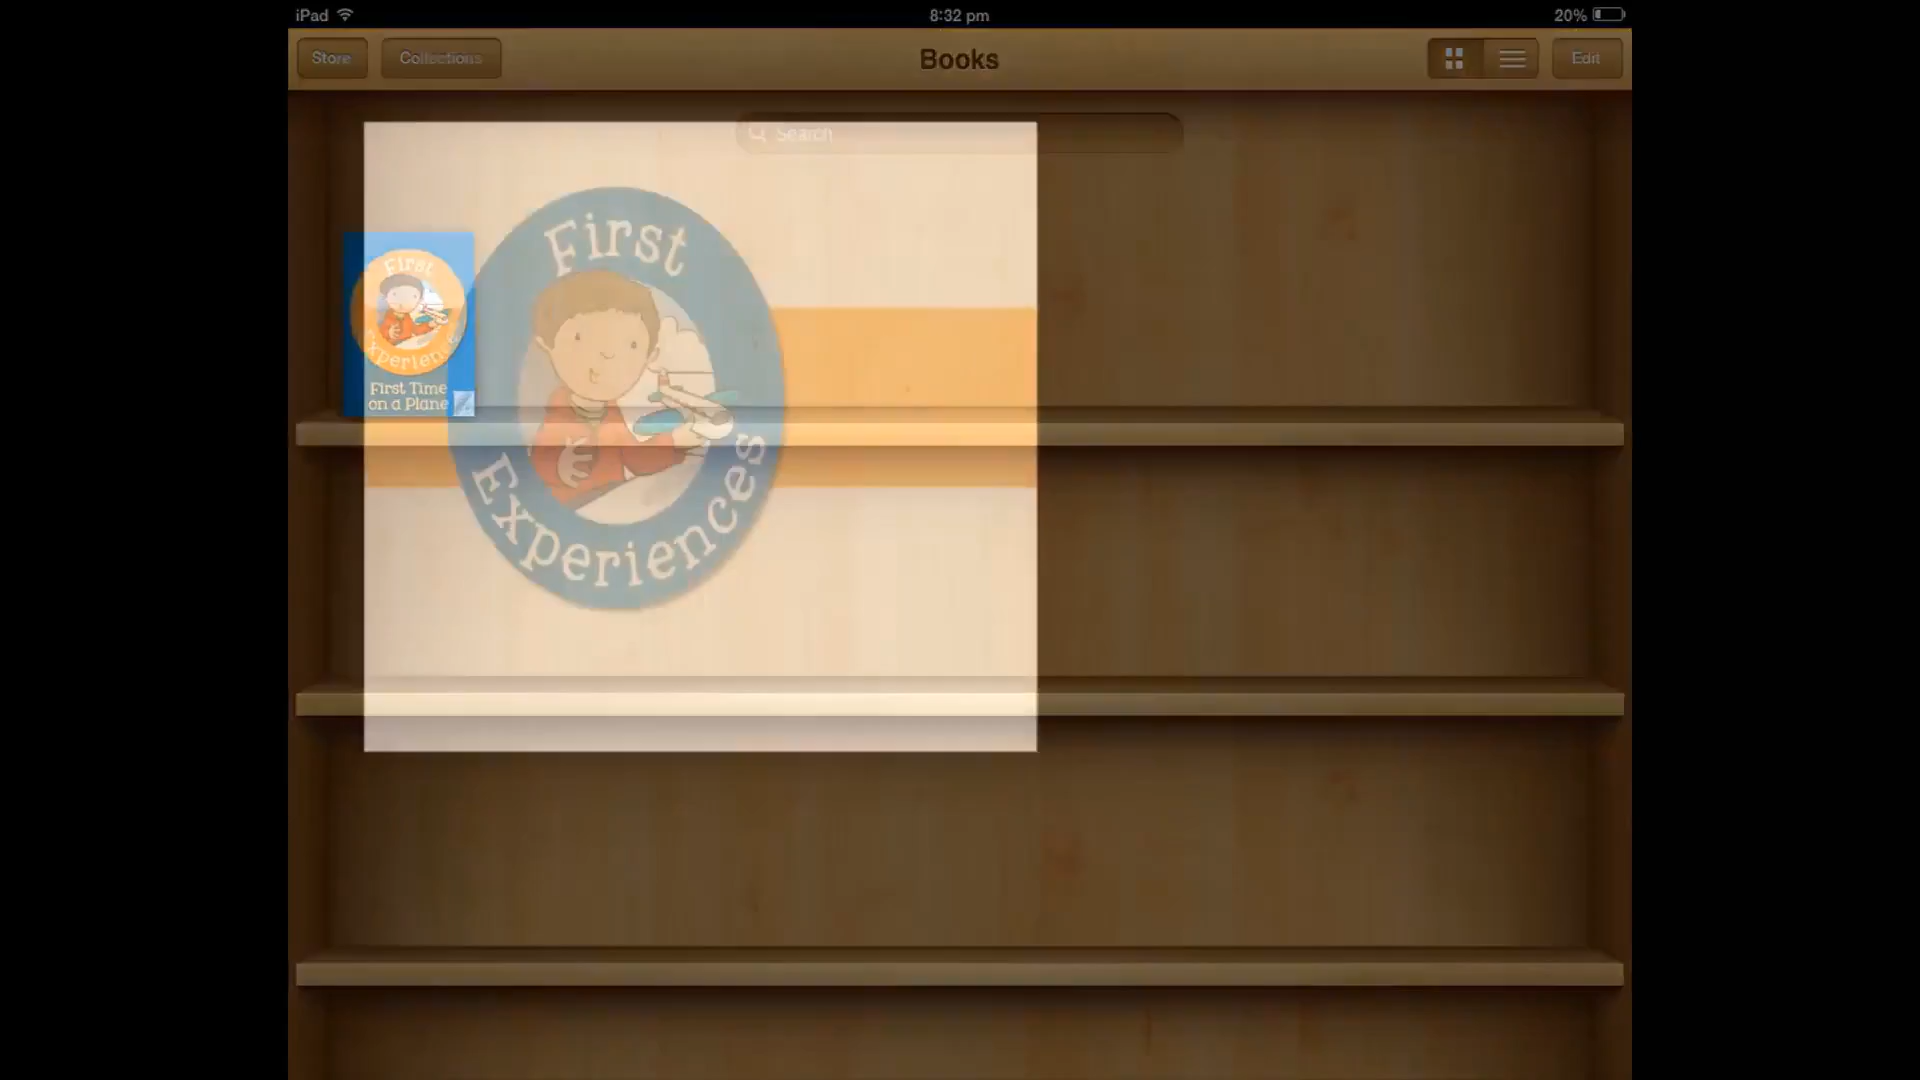 iPad
8:32 pm
20%
Store
Collections
Books
Edit
Search
First
Experiences
First Time
on a Plane
First
Experiences